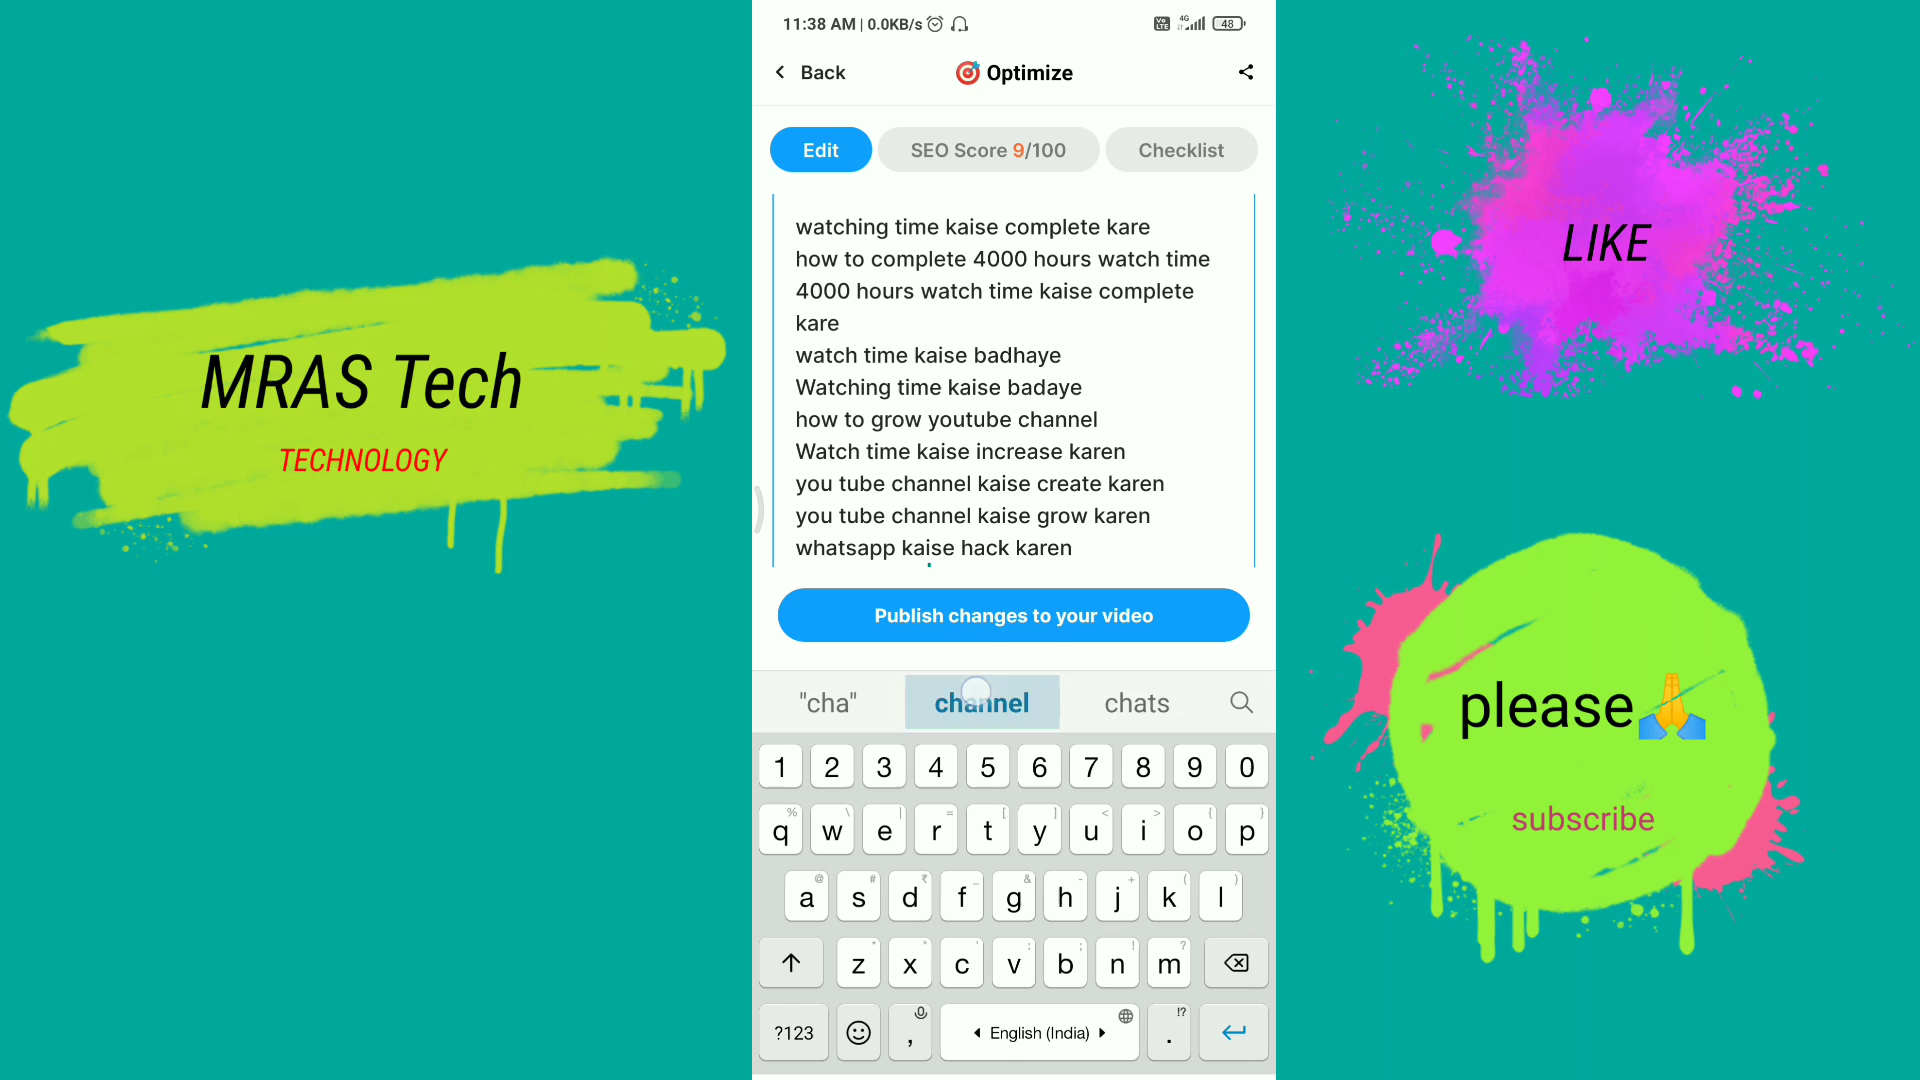 MRAS Tech
TECHNOLOGY
11:38 AM | 0.0KB/s
Vo LTE
4G
48
Back
Optimize
Edit
SEO Score 9/100
Checklist
watching time kaise complete kare
how to complete 4000 hours watch time
4000 hours watch time kaise complete
kare
watch time kaise badhaye
Watching time kaise badaye
how to grow youtube channel
Watch time kaise increase karen
you tube channel kaise create karen
you tube channel kaise grow karen
whatsapp kaise hack karen
Publish changes to your video
"cha" channel chats
1 2 3 4 5 6 7 8 9 0
% \ | = [ ] < > { }
q w e r t y u i o p
@ # ₹ _ & - + ( )
a s d f g h j k l
* " ' : ; ! ?
z x c v b n m
?123 , English (India) . !?
LIKE
please🙏
subscribe